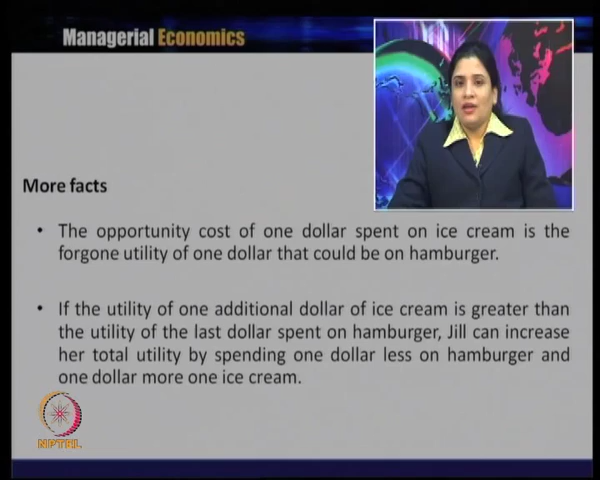 Managerial Economics
More facts
• The opportunity cost of one dollar spent on ice cream is the
forgone utility of one dollar that could be on hamburger.
• If the utility of one additional dollar of ice cream is greater than
the utility of the last dollar spent on hamburger, Jill can increase
her total utility by spending one dollar less on hamburger and
one dollar more one ice cream.
NPTEL